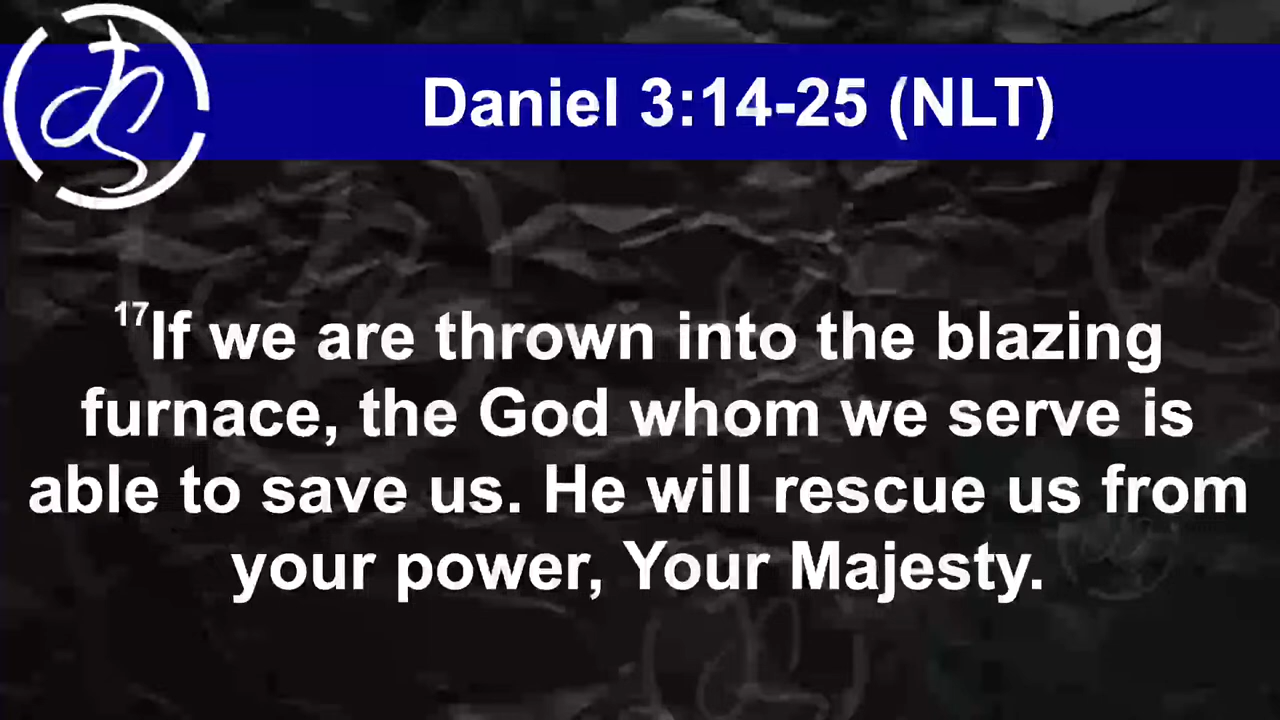 Daniel 3:14-25 (NLT)
17If we are thrown into the blazing
furnace, the God whom we serve is
able to save us. He will rescue us from
your power, Your Majesty.